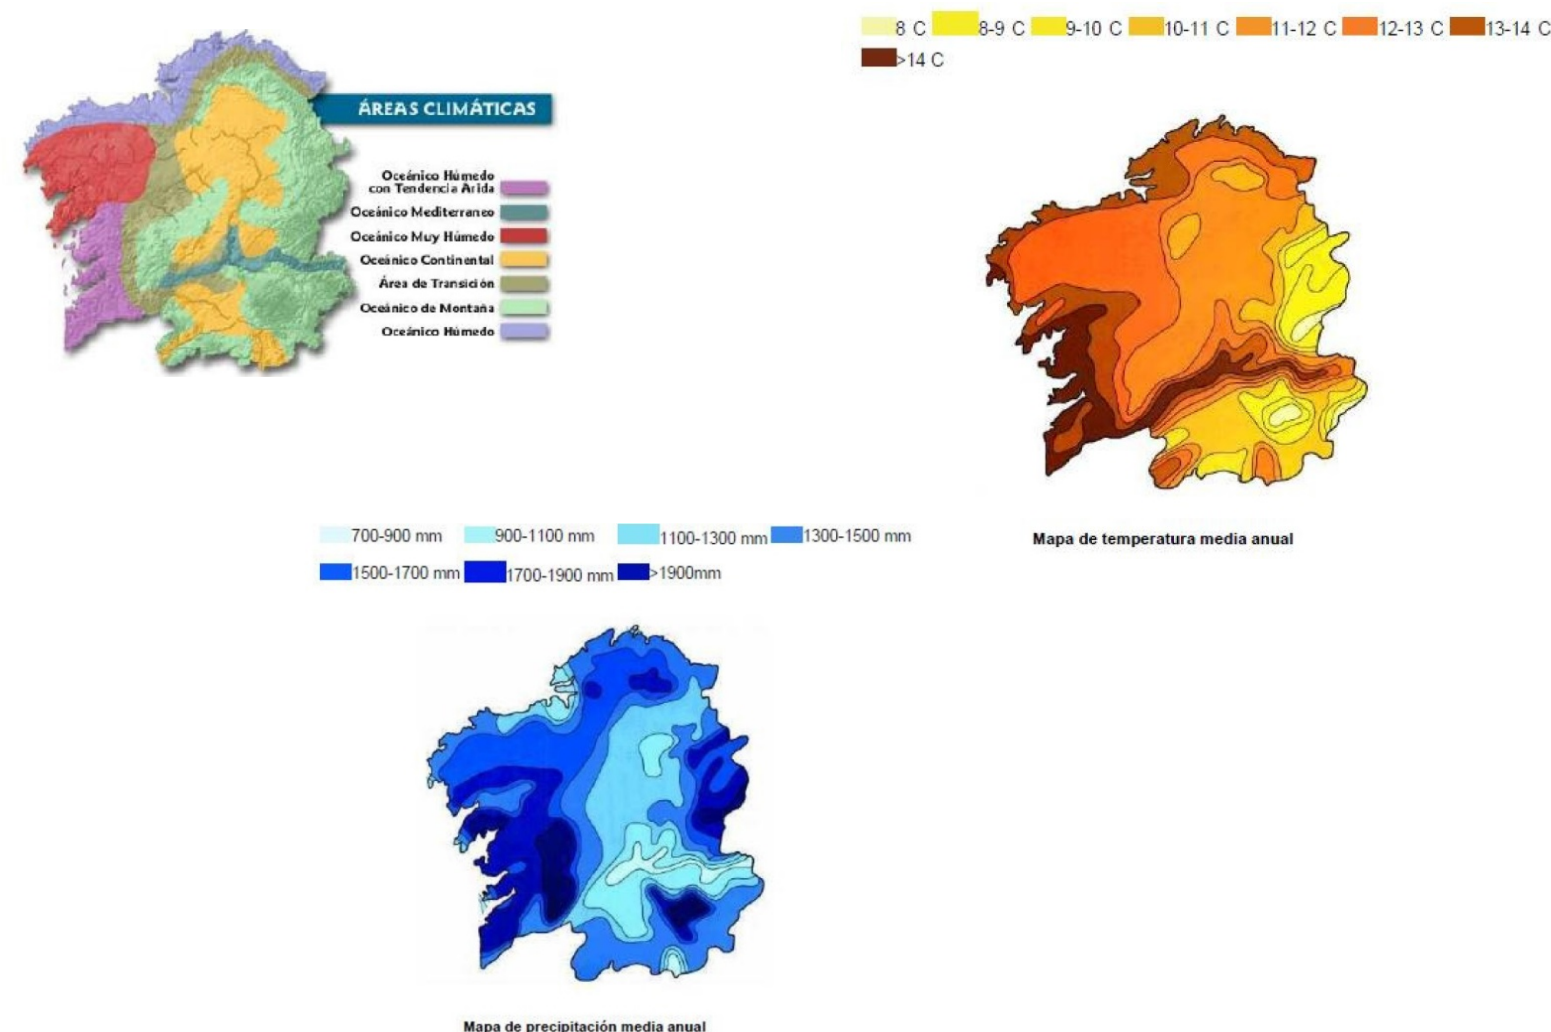 8 C 8-9 C 9-10 C 10-11 C 11-12 C 12-13 C 13-14 C
>14 C
ÁREAS CLIMÁTICAS
Oceánico Húmedo
con Tendencia Árida
Oceánico Mediterraneo
Oceánico Muy Húmedo
Oceánico Continental
Área de Transición
Oceánico de Montaña
Oceánico Húmedo
Mapa de temperatura media anual
700-900 mm 900-1100 mm 1100-1300 mm 1300-1500 mm
1500-1700 mm 1700-1900 mm >1900mm
Mapa de precipitación media anual